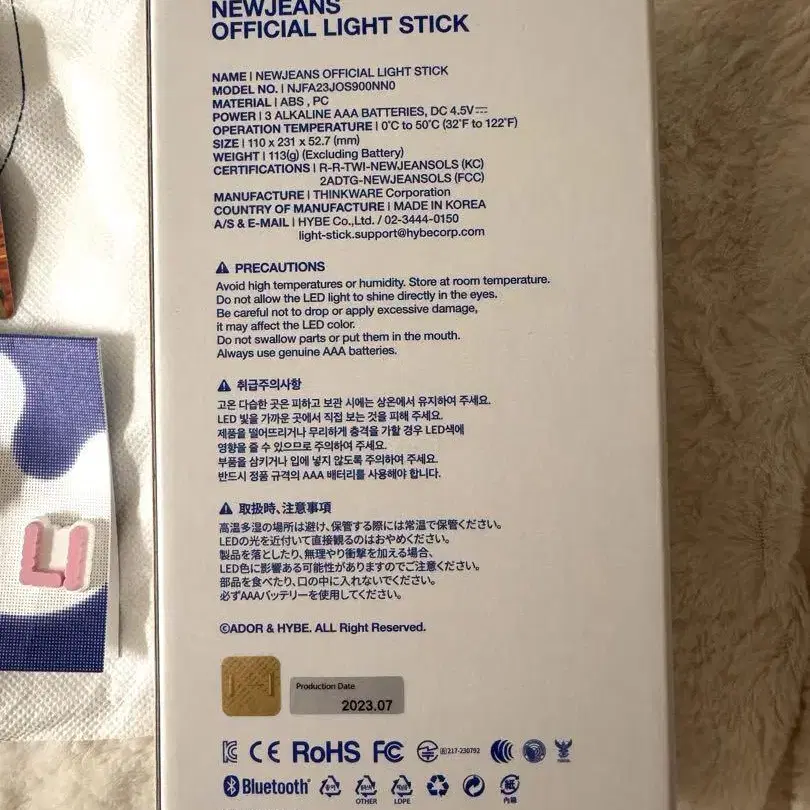 NEWJEANS
OFFICIAL LIGHT STICK
NAME | NEWJEANS OFFICIAL LIGHT STICK
MODEL NO. | NJFA23JOS900NN0
MATERIAL | ABS , PC
POWER | 3 ALKALINE AAA BATTERIES, DC 4.5V⎓
OPERATION TEMPERATURE | 0˚C to 50˚C (32˚F to 122˚F)
SIZE | 110 x 231 x 52.7 (mm)
WEIGHT | 113(g) (Excluding Battery)
CERTIFICATIONS | R-R-TWI-NEWJEANSOLS (KC)
2ADTG-NEWJEANSOLS (FCC)
MANUFACTURE | THINKWARE Corporation
COUNTRY OF MANUFACTURE | MADE IN KOREA
A/S & E-MAIL | HYBE Co.,Ltd. / 02-3444-0150
light-stick.support@hybecorp.com
⚠ PRECAUTIONS
Avoid high temperatures or humidity. Store at room temperature.
Do not allow the LED light to shine directly in the eyes.
Be careful not to drop or apply excessive damage,
it may affect the LED color.
Do not swallow parts or put them in the mouth.
Always use genuine AAA batteries.
⚠ 취급주의사항
고온 다습한 곳은 피하고 보관 시에는 상온에서 유지하여 주세요.
LED 빛을 가까운 곳에서 직접 보는 것을 피해 주세요.
제품을 떨어뜨리거나 무리하게 충격을 가할 경우 LED색에
영향을 줄 수 있으므로 주의하여 주세요.
부품을 삼키거나 입에 넣지 않도록 주의하여 주세요.
반드시 정품 규격의 AAA 배터리를 사용해야 합니다.
⚠ 取扱時、注意事項
高温多湿の場所は避け、保管する際には常温で保管ください。
LEDの光を近付いて直接観るのはおやめください。
製品を落としたり、無理やり衝撃を加える場合、
LED色に影響ある可能性がありますのでご注意ください。
部品を食べたり、口の中に入れないでください。
必ずAAAバッテリーを使用してください。
©ADOR & HYBE. ALL Right Reserved.
Production Date
2023.07
CE RoHS FC 217-230792
Bluetooth®
OTHER LDPE 紙 内箱